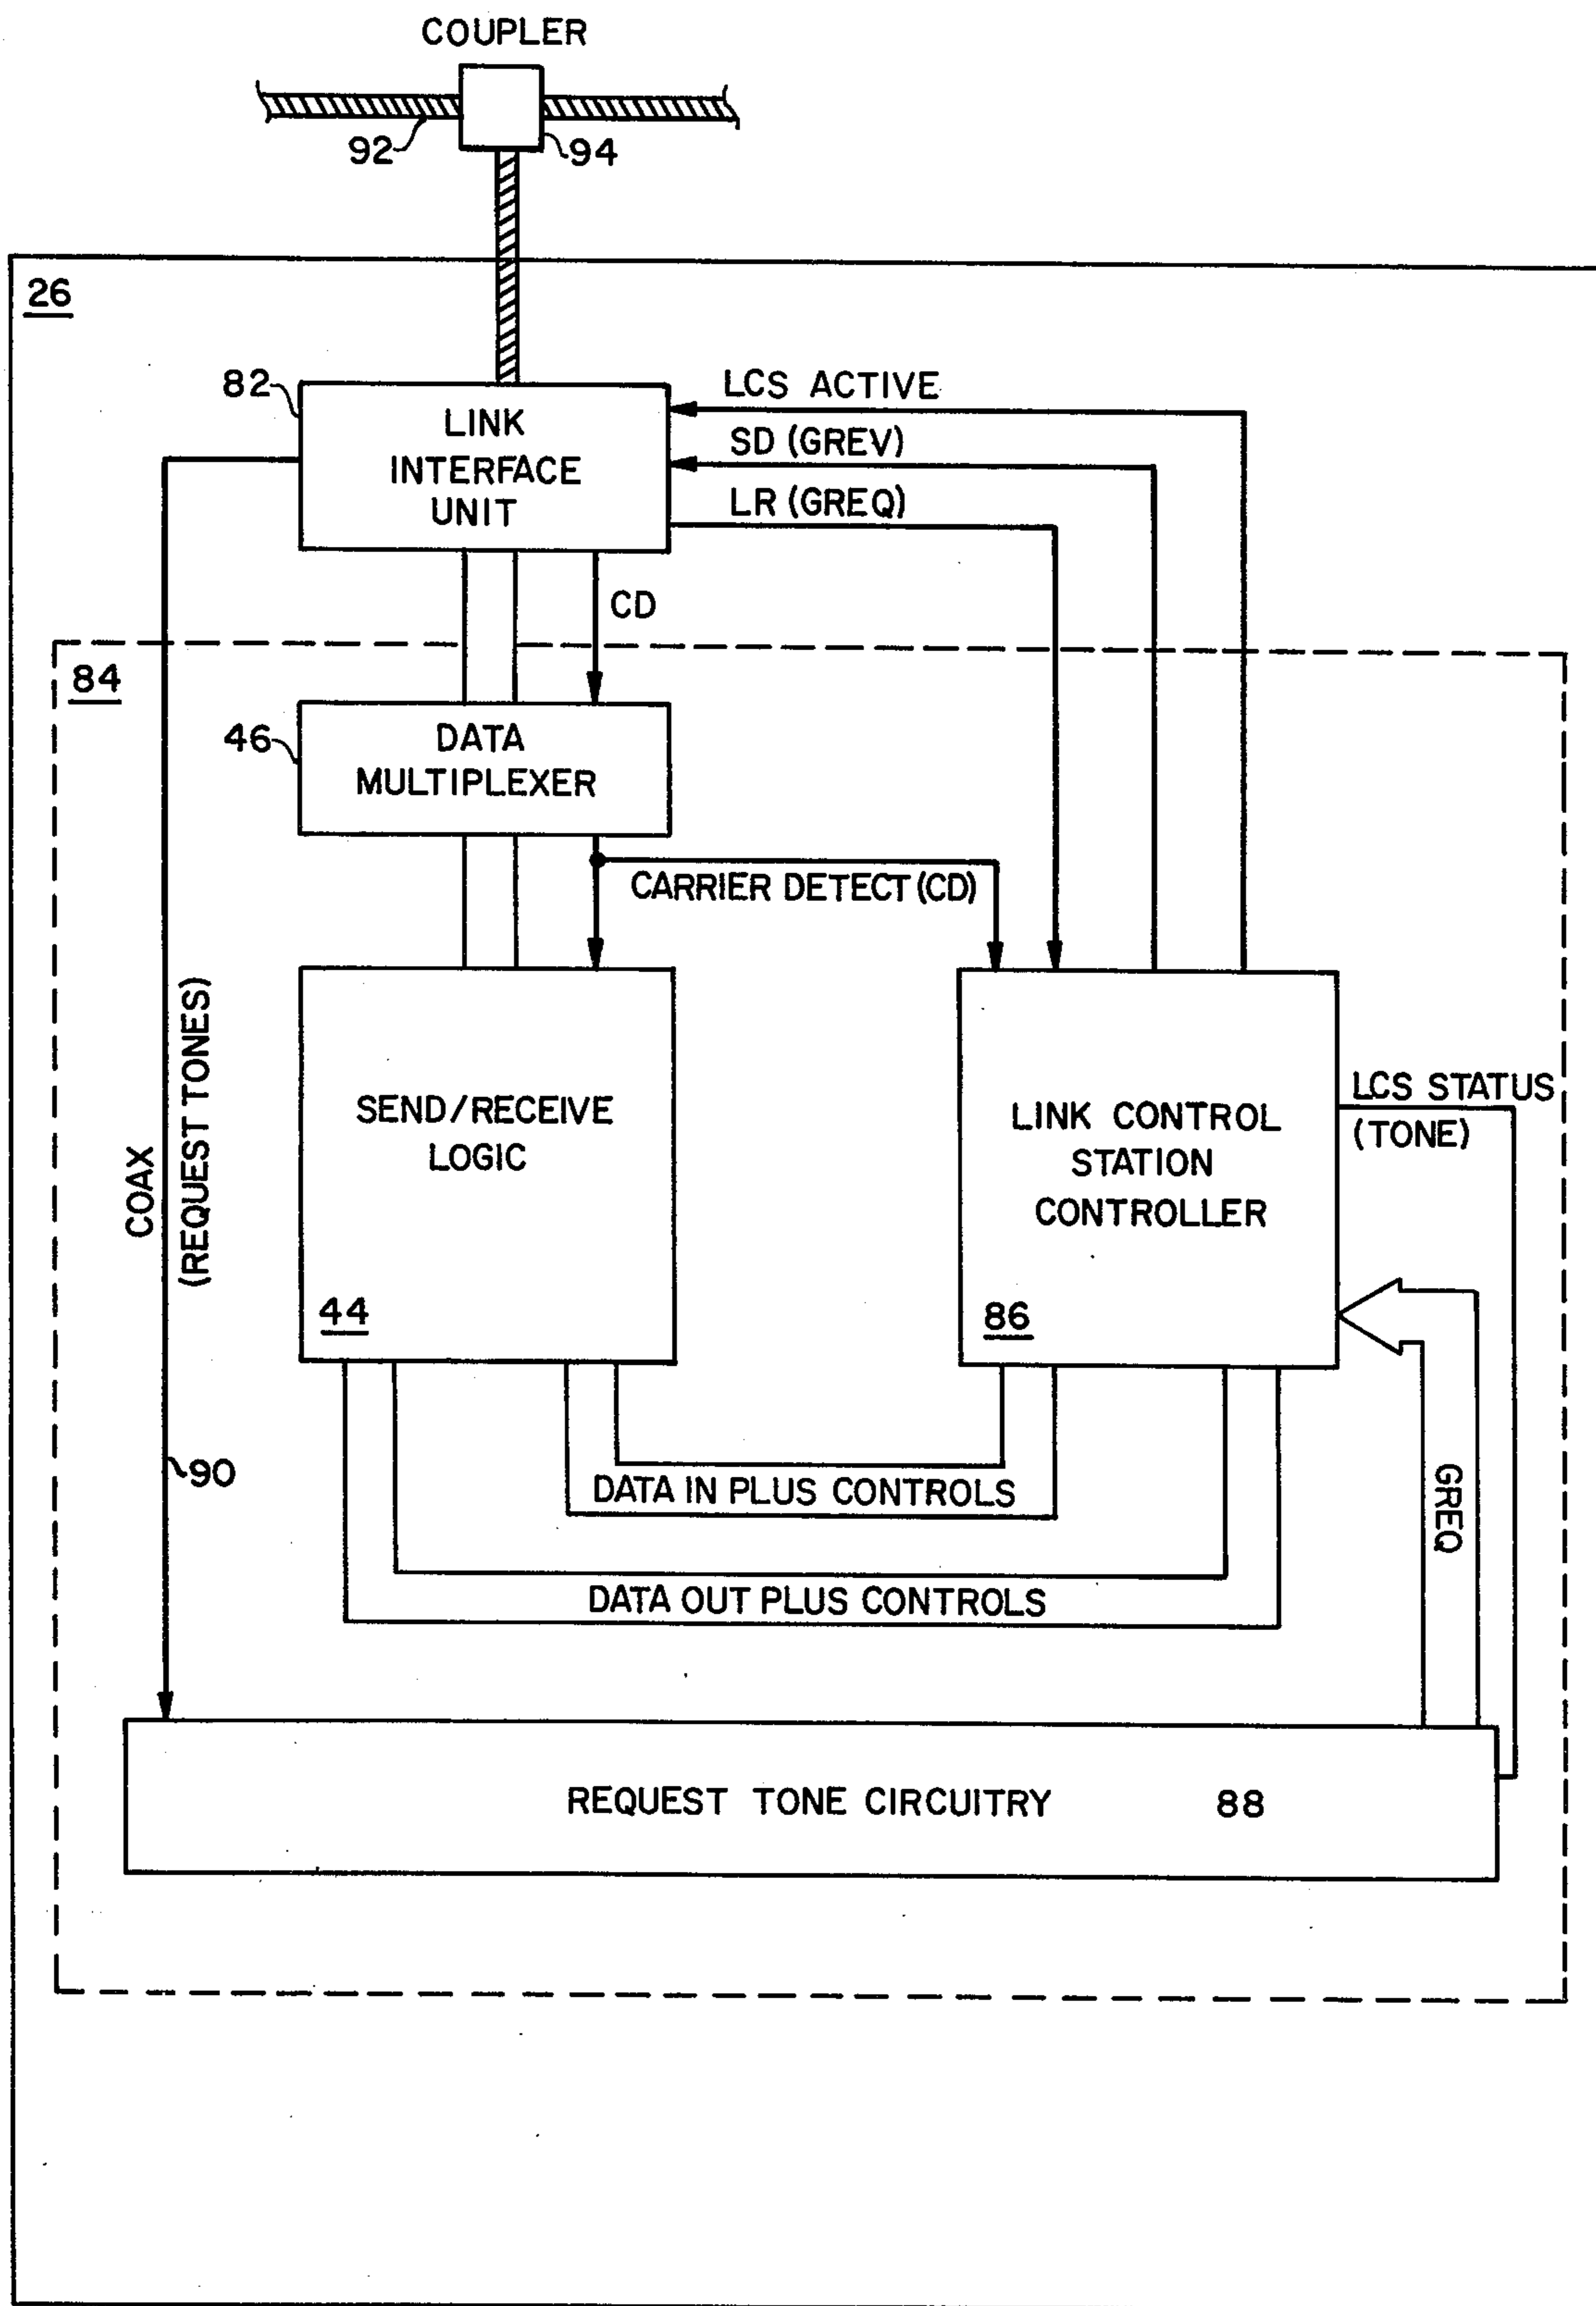 COUPLER
92
94
26
82
LINK
INTERFACE
UNIT
LCS ACTIVE
SD (GREV)
LR (GREQ)
CD
84
46
DATA
MULTIPLEXER
CARRIER DETECT (CD)
COAX
(REQUEST TONES)
SEND/RECEIVE
LOGIC
44
LINK CONTROL
STATION
CONTROLLER
86
LCS STATUS
(TONE)
90
DATA IN PLUS CONTROLS
GREQ
DATA OUT PLUS CONTROLS
REQUEST TONE CIRCUITRY
88